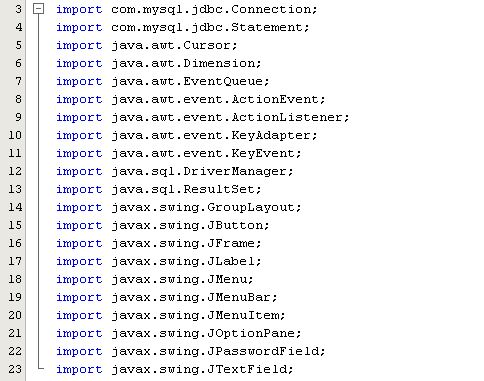 3 import com.mysql.jdbc.Connection;
4 import com.mysql.jdbc.Statement;
5 import java.awt.Cursor;
6 import java.awt.Dimension;
7 import java.awt.EventQueue;
8 import java.awt.event.ActionEvent;
9 import java.awt.event.ActionListener;
10 import java.awt.event.KeyAdapter;
11 import java.awt.event.KeyEvent;
12 import java.sql.DriverManager;
13 import java.sql.ResultSet;
14 import javax.swing.GroupLayout;
15 import javax.swing.JButton;
16 import javax.swing.JFrame;
17 import javax.swing.JLabel;
18 import javax.swing.JMenu;
19 import javax.swing.JMenuBar;
20 import javax.swing.JMenuItem;
21 import javax.swing.JOptionPane;
22 import javax.swing.JPasswordField;
23 import javax.swing.JTextField;